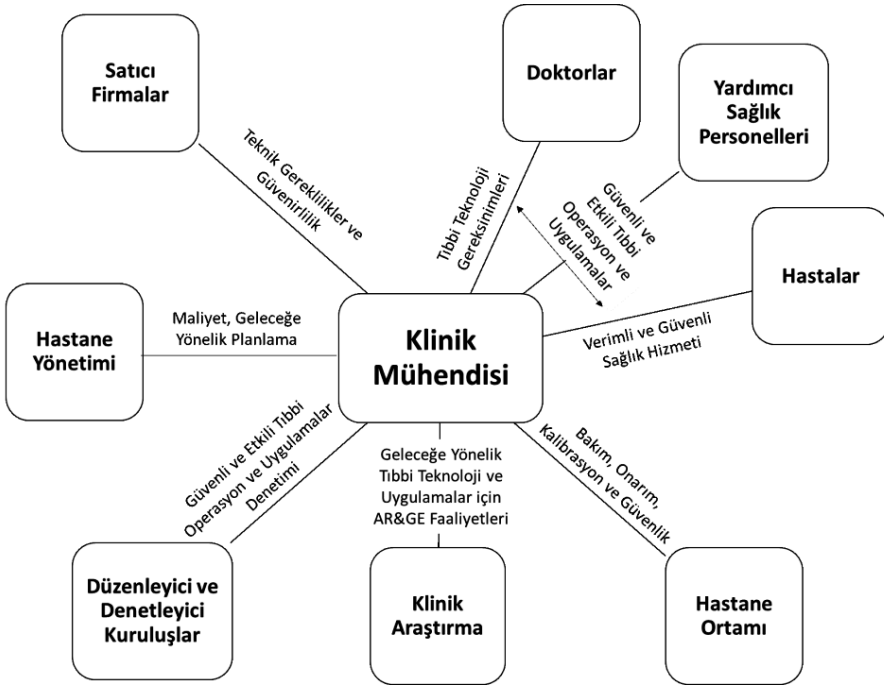 Satıcı
Firmalar
Doktorlar
Yardımcı
Sağlık
Personelleri
Teknik Gereklilikler ve
Güvenirlilik
Tıbbi Teknoloji
Gereksinimleri
Güvenli ve
Etkili Tıbbi
Operasyon ve
Uygulamalar
Hastalar
Hastane
Yönetimi
Maliyet, Geleceğe
Yönelik Planlama
Klinik
Mühendisi
Verimli ve Güvenli
Sağlık Hizmeti
Güvenli ve Etkili Tıbbi
Operasyon ve Uygulamalar
Denetimi
Geleceğe Yönelik
Tıbbi Teknoloji ve
Uygulamalar için
AR&GE Faaliyetleri
Bakım, Onarım,
Kalibrasyon ve Güvenlik
Düzenleyici ve
Denetleyici
Kuruluşlar
Klinik
Araştırma
Hastane
Ortamı